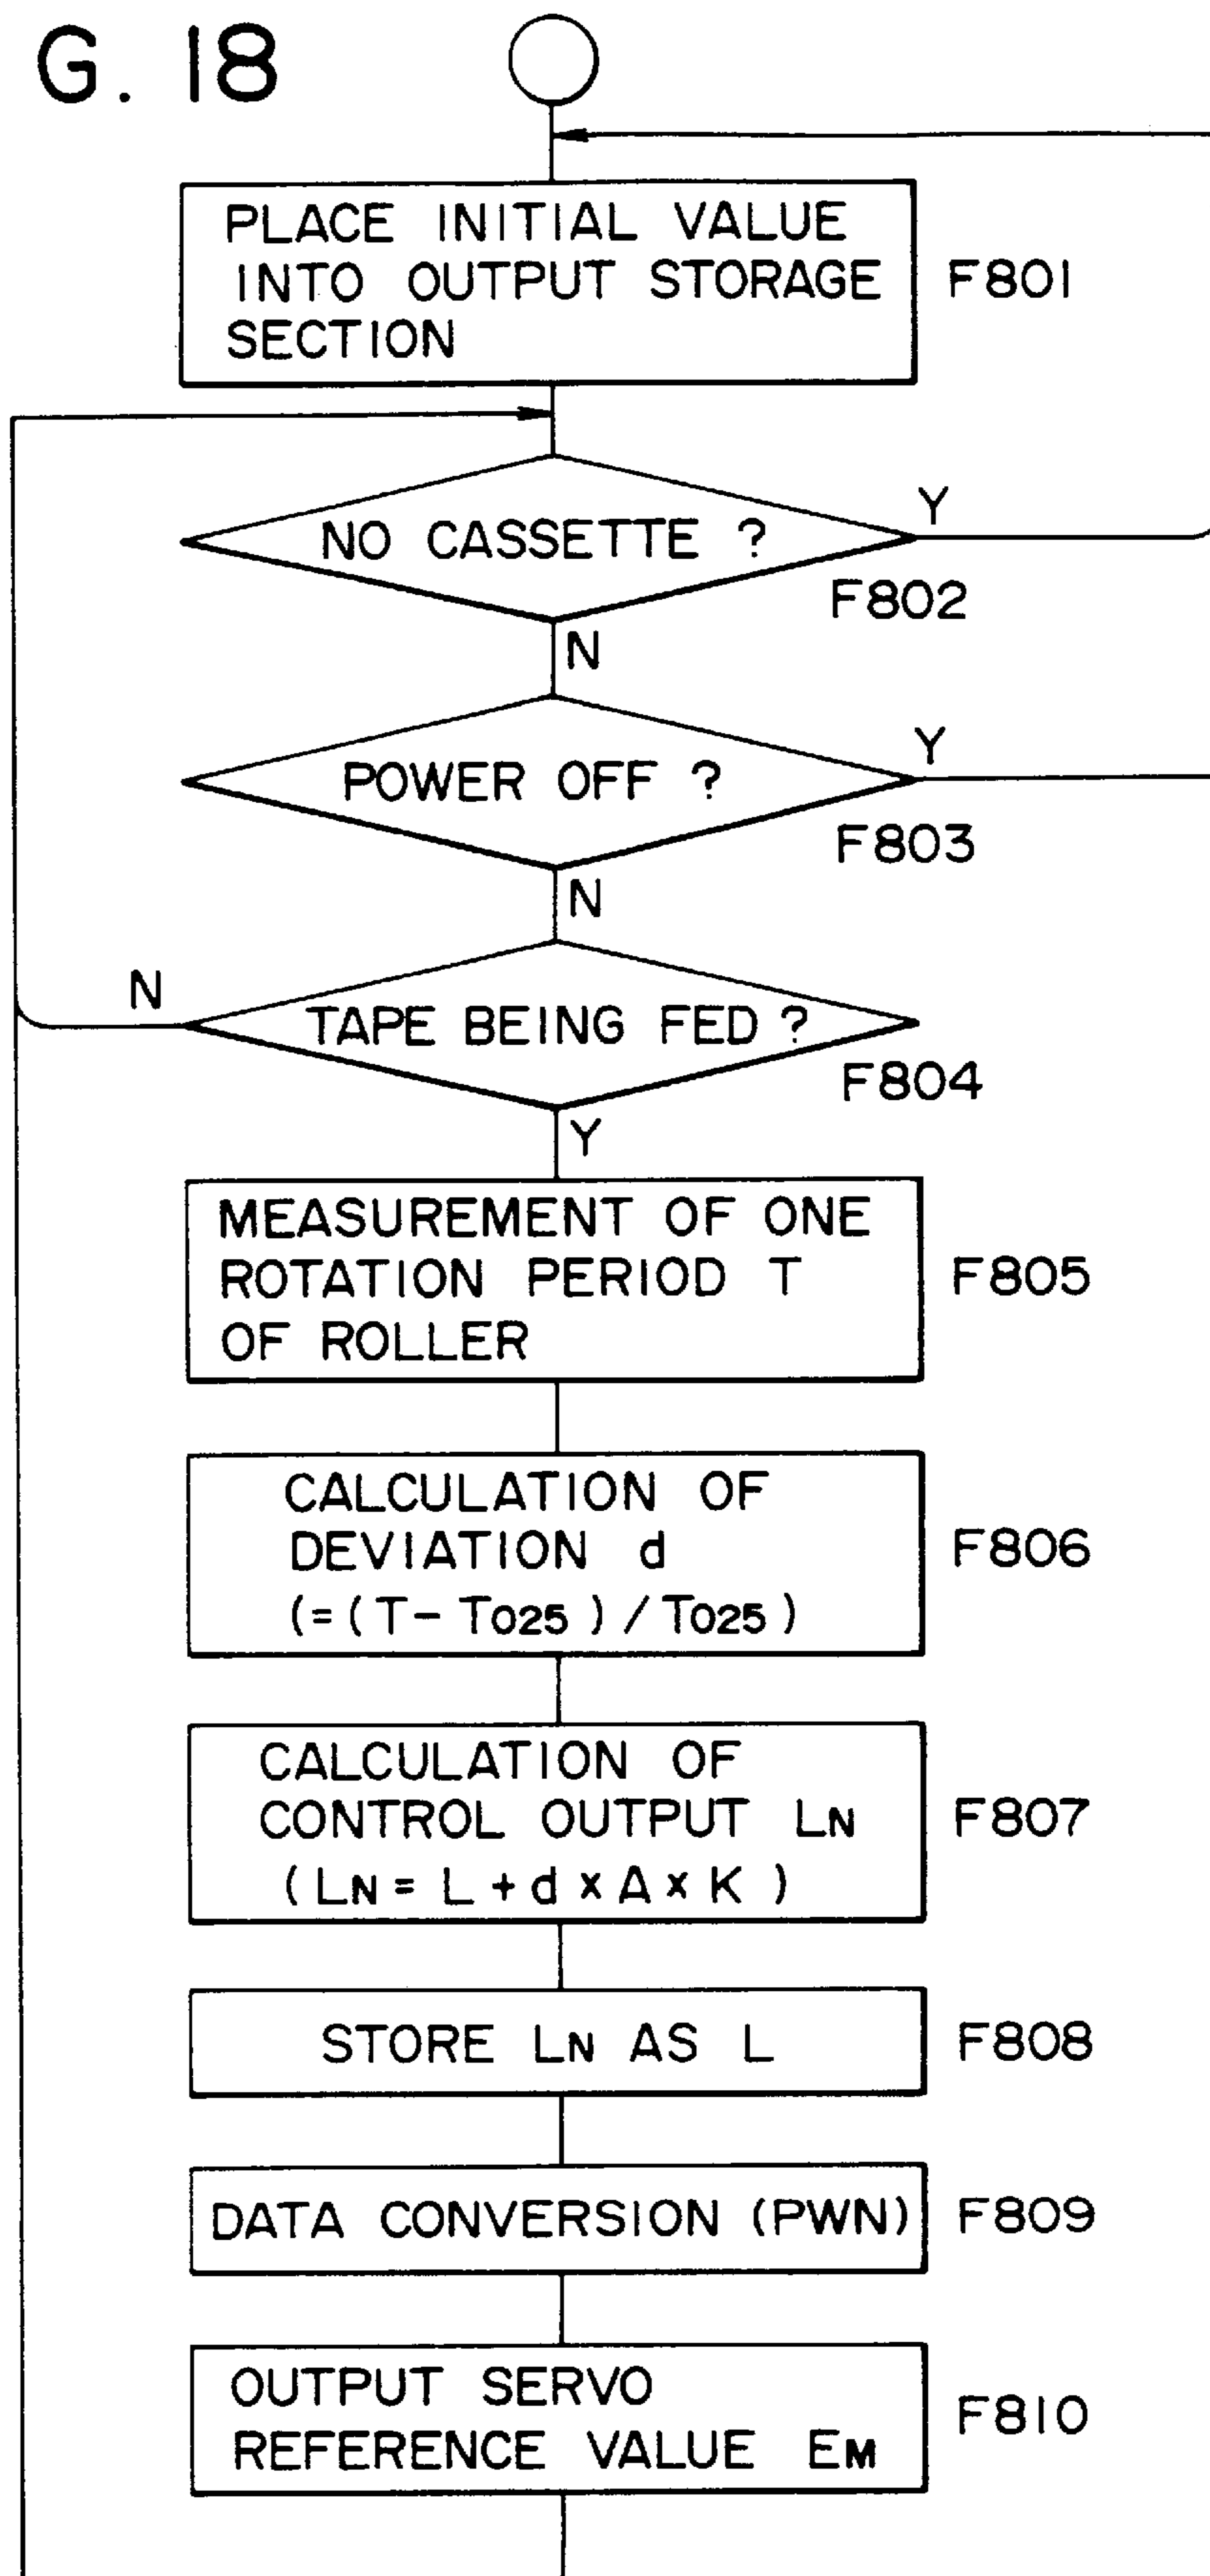 G. 18
PLACE INITIAL VALUE
INTO OUTPUT STORAGE
SECTION
F801
NO CASSETTE ?
Y
F802
N
POWER OFF ?
Y
F803
N
N
TAPE BEING FED ?
F804
Y
MEASUREMENT OF ONE
ROTATION PERIOD T
OF ROLLER
F805
CALCULATION OF
DEVIATION d
(=(T-T025)/T025)
F806
CALCULATION OF
CONTROL OUTPUT LN
(LN= L+d×A×K)
F807
STORE LN AS L
F808
DATA CONVERSION (PWN)
F809
OUTPUT SERVO
REFERENCE VALUE EM
F810